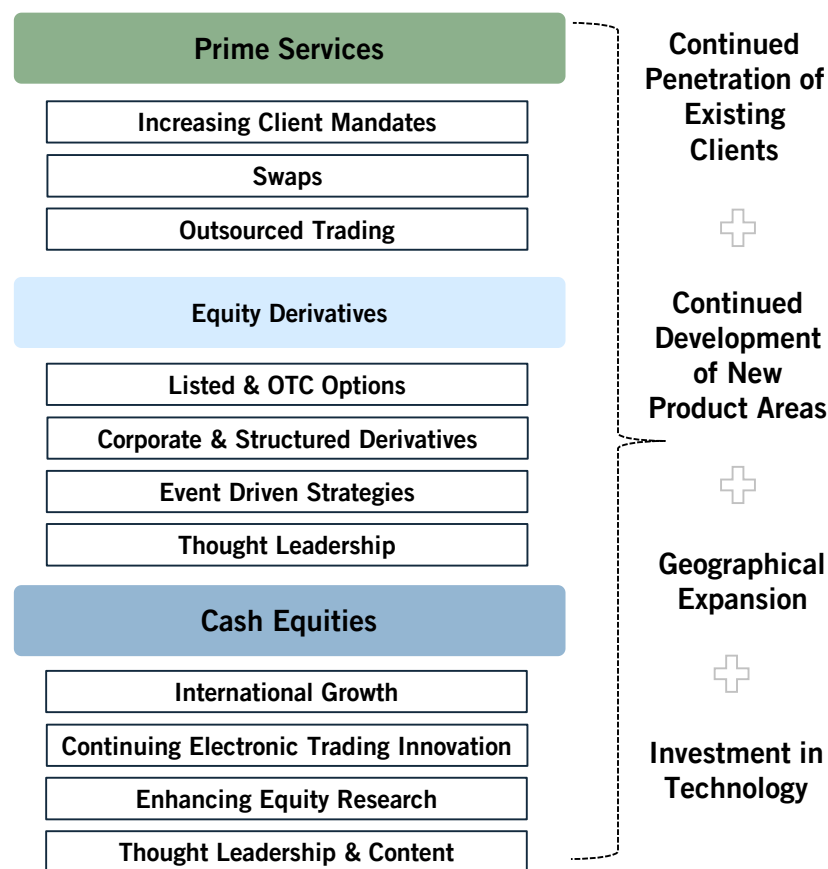 Prime Services
Increasing Client Mandates
Swaps
Outsourced Trading
Equity Derivatives
Listed & OTC Options
Corporate & Structured Derivatives
Event Driven Strategies
Thought Leadership
Cash Equities
International Growth
Continuing Electronic Trading Innovation
Enhancing Equity Research
Thought Leadership & Content
Continued
Penetration of
Existing
Clients
Continued
Development
of New
Product Areas
Geographical
Expansion
Investment in
Technology